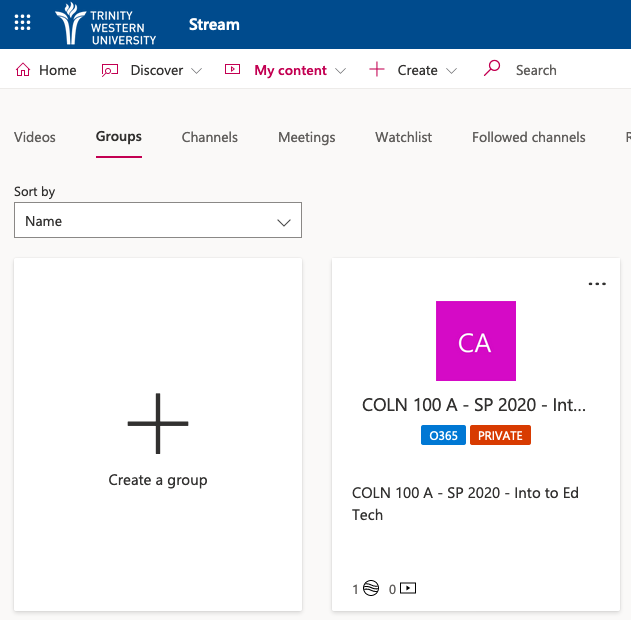 TRINITY
WESTERN
UNIVERSITY
Stream
Home Discover My content Create Search
Videos Groups Channels Meetings Watchlist Followed channels
Sort by
Name
CA
COLN 100 A - SP 2020 - Int...
O365 PRIVATE
Create a group
COLN 100 A - SP 2020 - Into to Ed
Tech
1 0